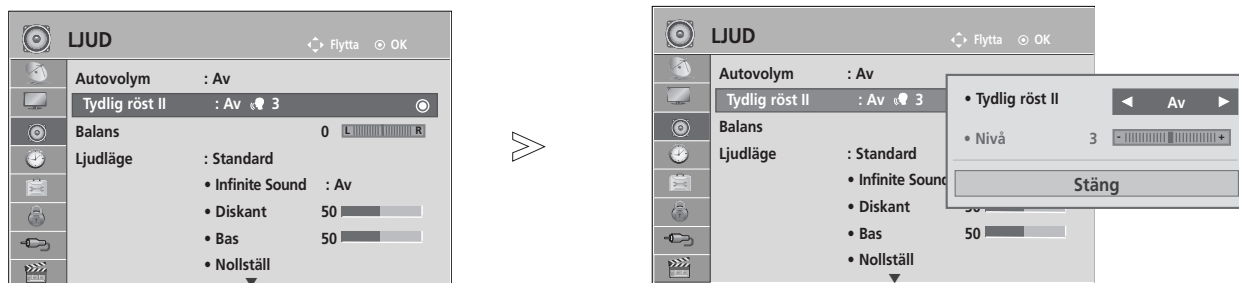 LJUD Flytta OK
Autovolym : Av
Tydlig röst II : Av 3
Balans 0 L R
Ljudläge : Standard
• Infinite Sound : Av
• Diskant 50
• Bas 50
• Nollställ
LJUD Flytta OK
Autovolym : Av
Tydlig röst II : Av 3
Balans
Ljudläge : Standard
• Infinite Sound
• Diskant 50
• Bas 50
• Nollställ
• Tydlig röst II ◄ Av ►
• Nivå 3 - +
Stäng